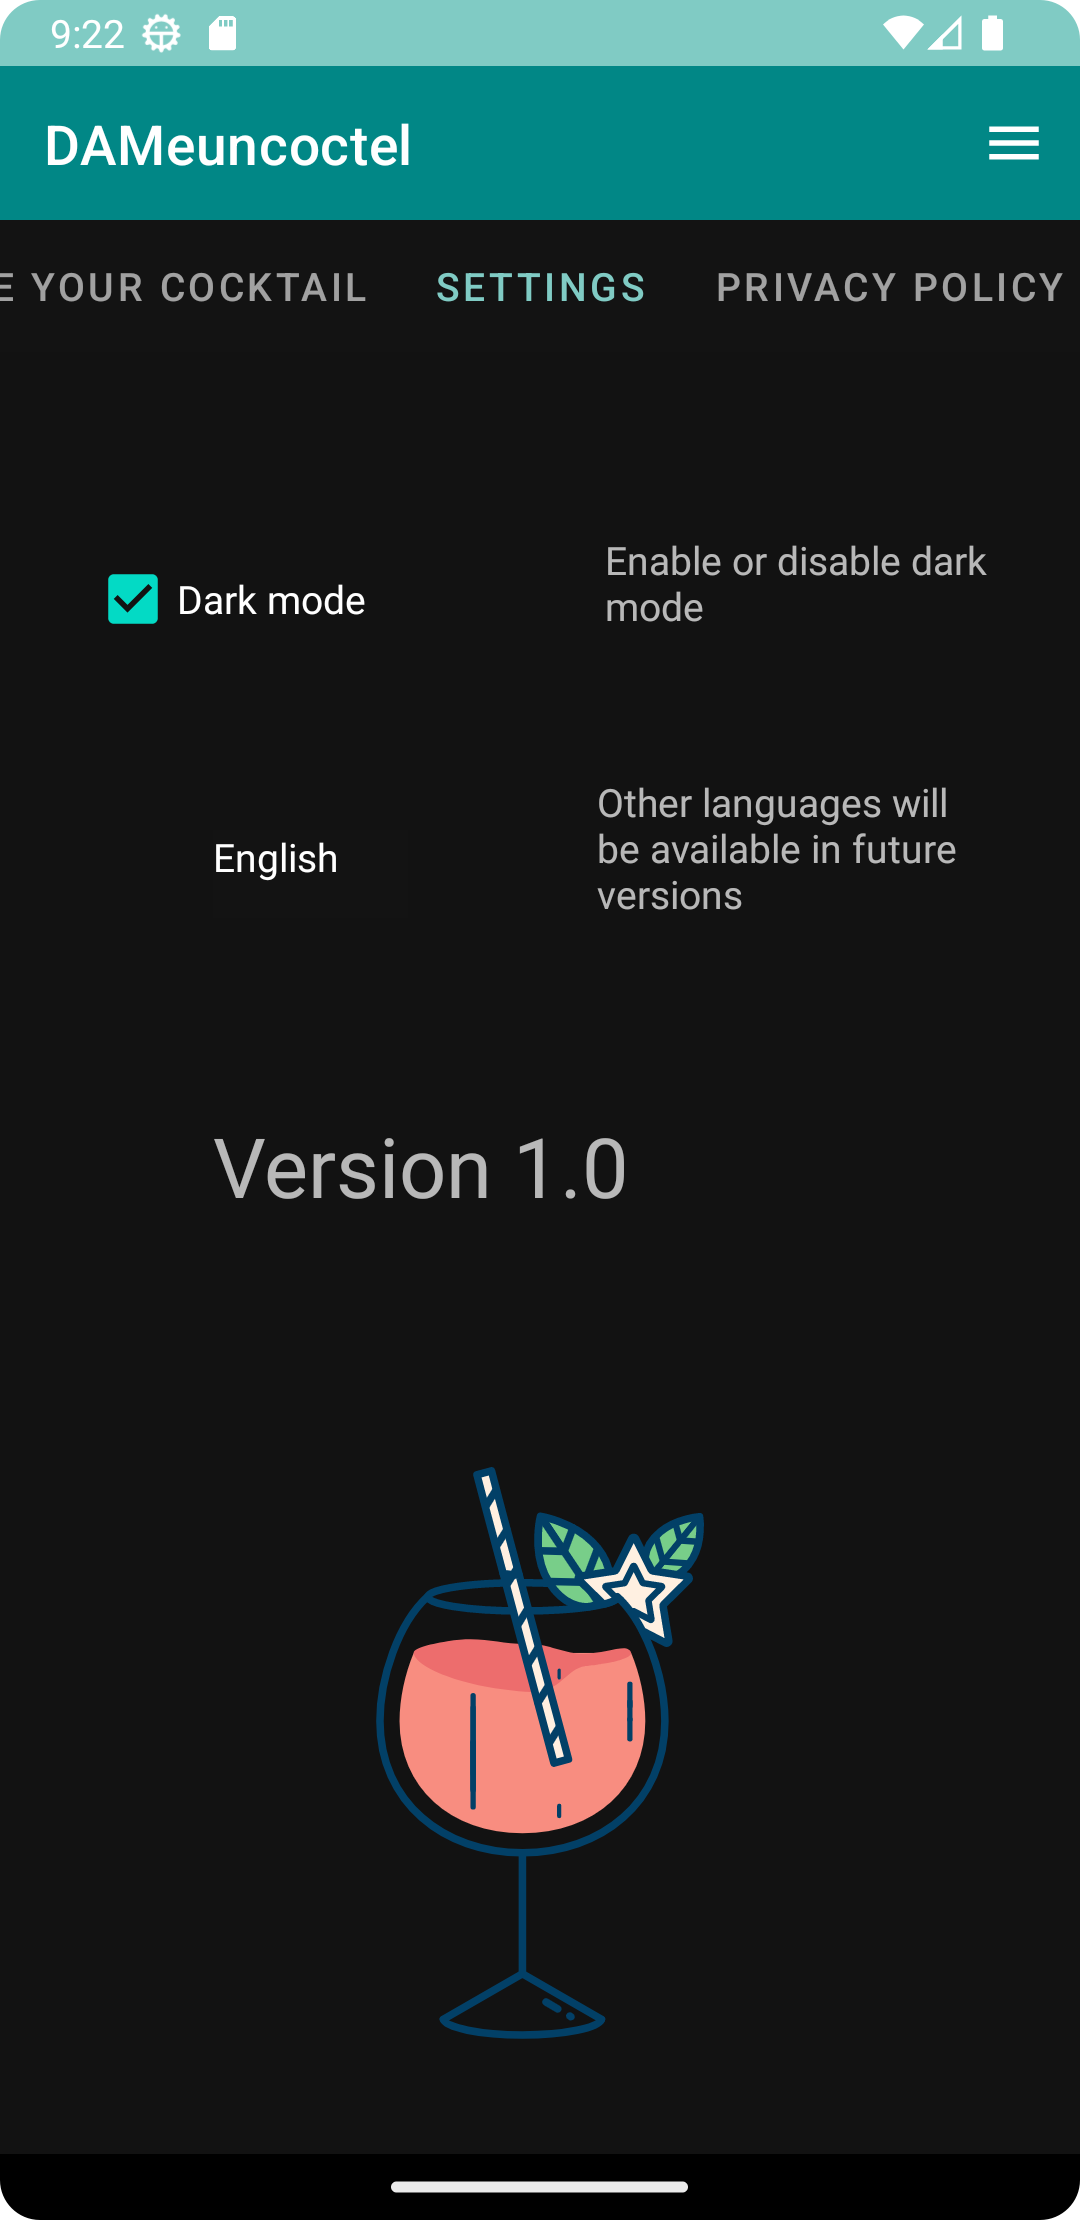 9:22
DAMeuncoctel
E YOUR COCKTAIL SETTINGS PRIVACY POLICY
Dark mode
Enable or disable dark
mode
English
Other languages will
be available in future
versions
Version 1.0